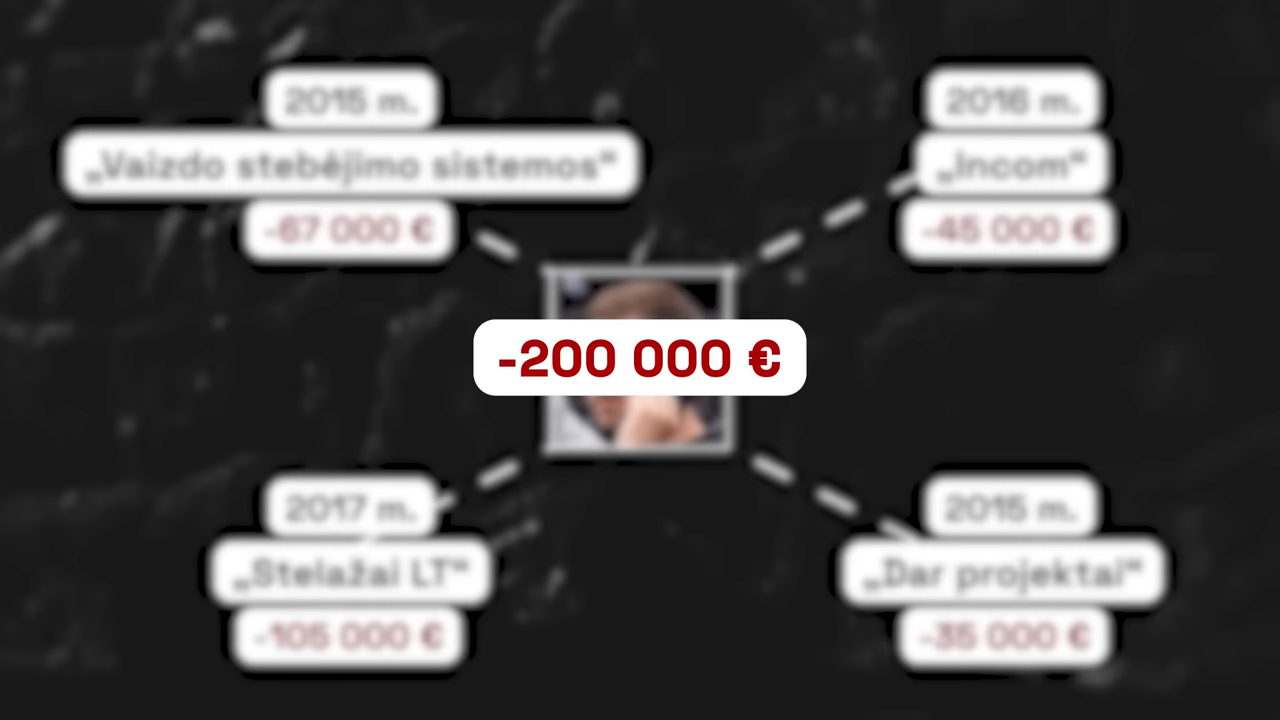 2015 m.
„Vaizdo stebėjimo sistemos“
-67 000 €
2016 m.
„Incom“
-45 000 €
-200 000 €
2017 m.
„Stelažai LT“
-105 000 €
2015 m.
„Dar projektai“
-35 000 €